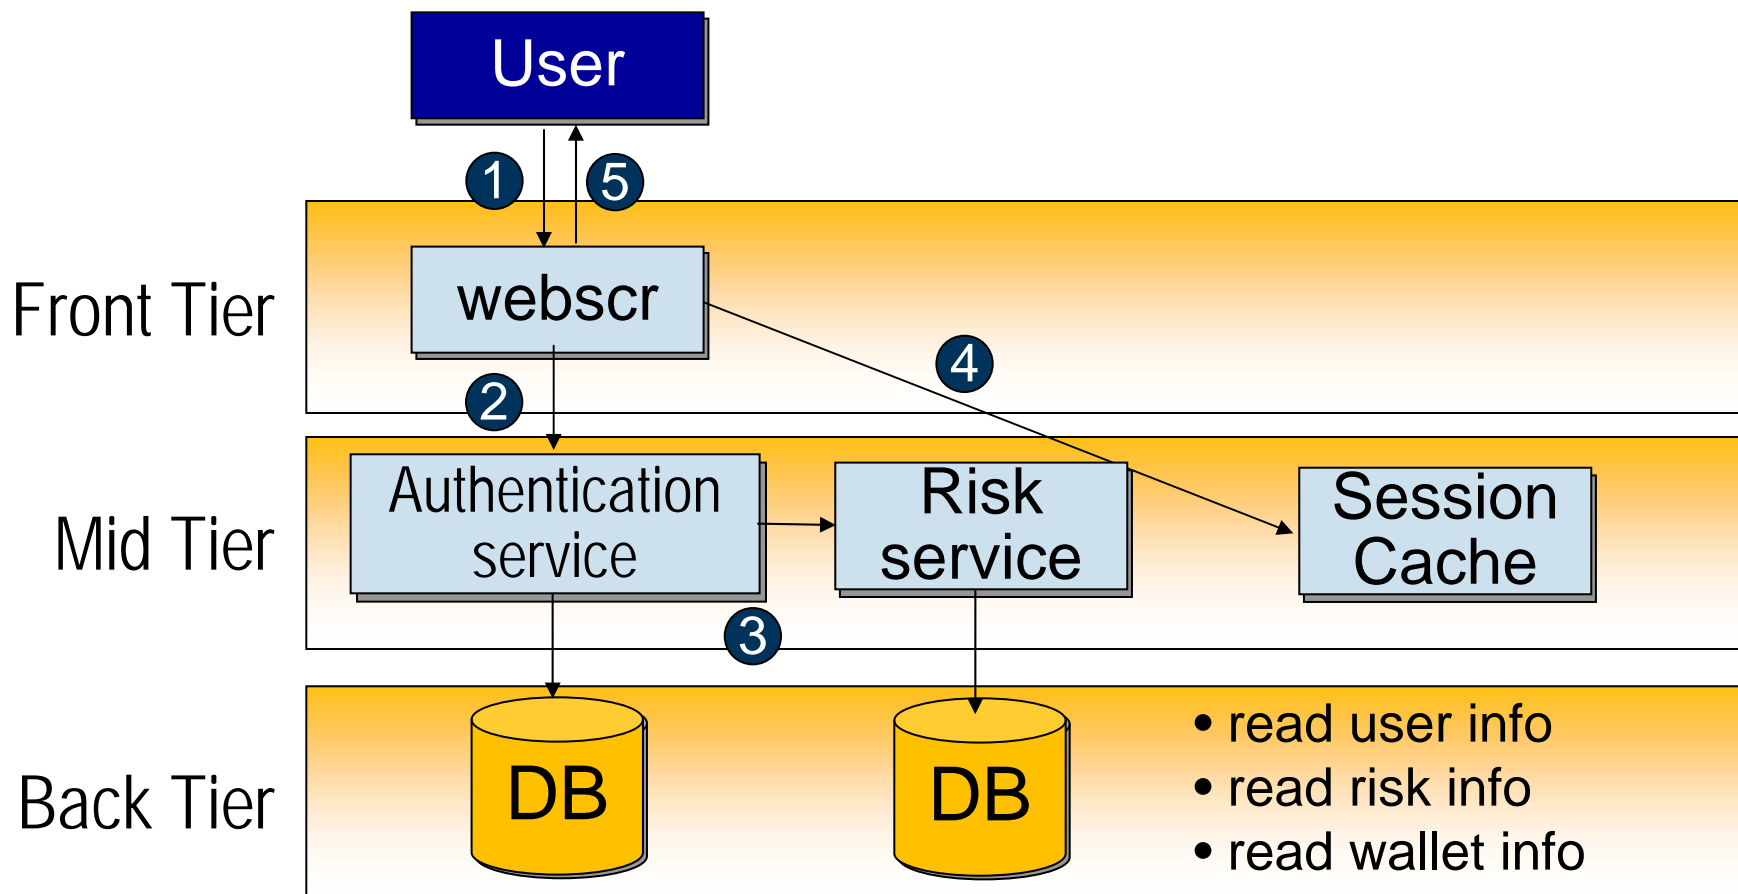 User
1
5
Front Tier
webscr
4
2
Mid Tier
Authentication
service
Risk
service
Session
Cache
3
Back Tier
DB
DB
• read user info
• read risk info
• read wallet info